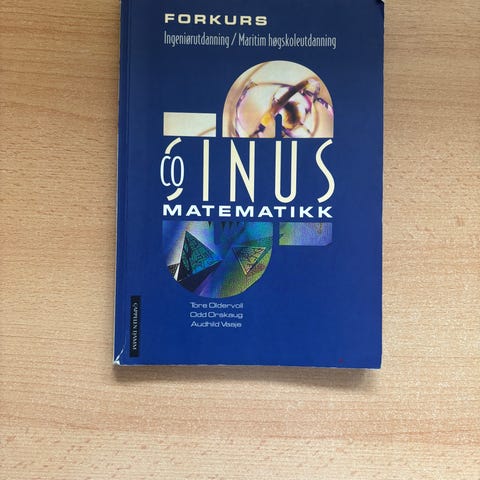 FORKURS
Ingeniørutdanning / Maritim høgskoleutdanning
coSINUS
MATEMATIKK
Tore Oldervoll
Odd Orskaug
Audhild Vaaje
CAPPELEN DAMM